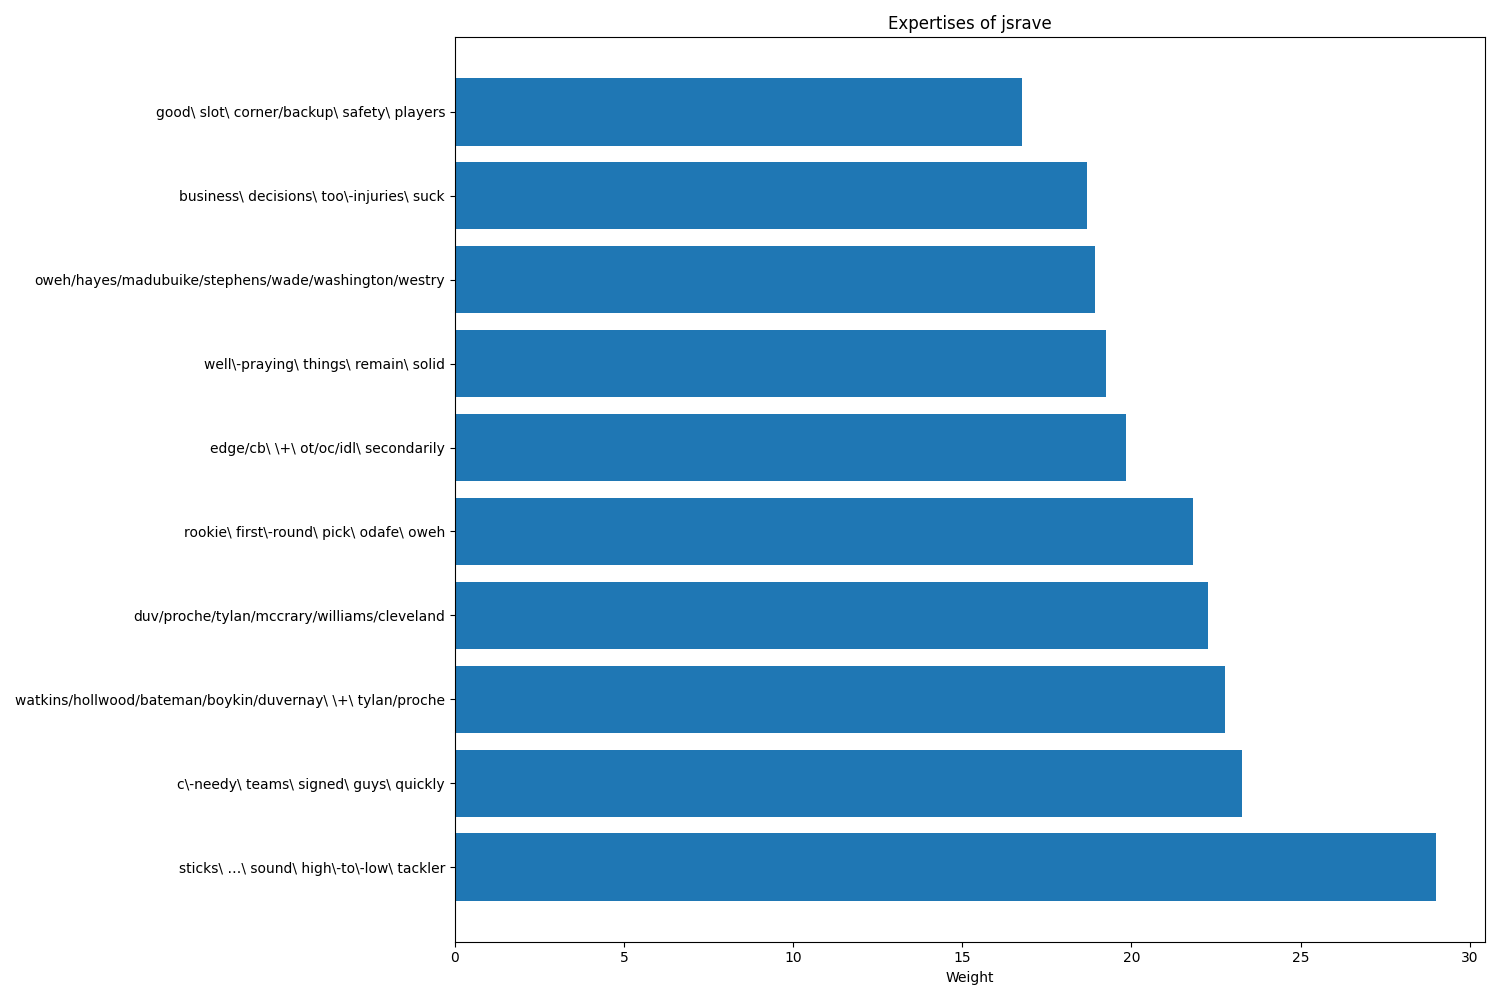 Expertises of jsrave
good\ slot\ corner/backup\ safety\ players
business\ decisions\ too\-injuries\ suck
oweh/hayes/madubuike/stephens/wade/washington/westry
well\-praying\ things\ remain\ solid
edge/cb\ \+\ ot/oc/idl\ secondarily
rookie\ first\-round\ pick\ odafe\ oweh
duv/proche/tylan/mccrary/williams/cleveland
watkins/hollwood/bateman/boykin/duvernay\ \+\ tylan/proche
c\-needy\ teams\ signed\ guys\ quickly
sticks\ …\ sound\ high\-to\-low\ tackler
0 5 10 15 20 25 30
Weight